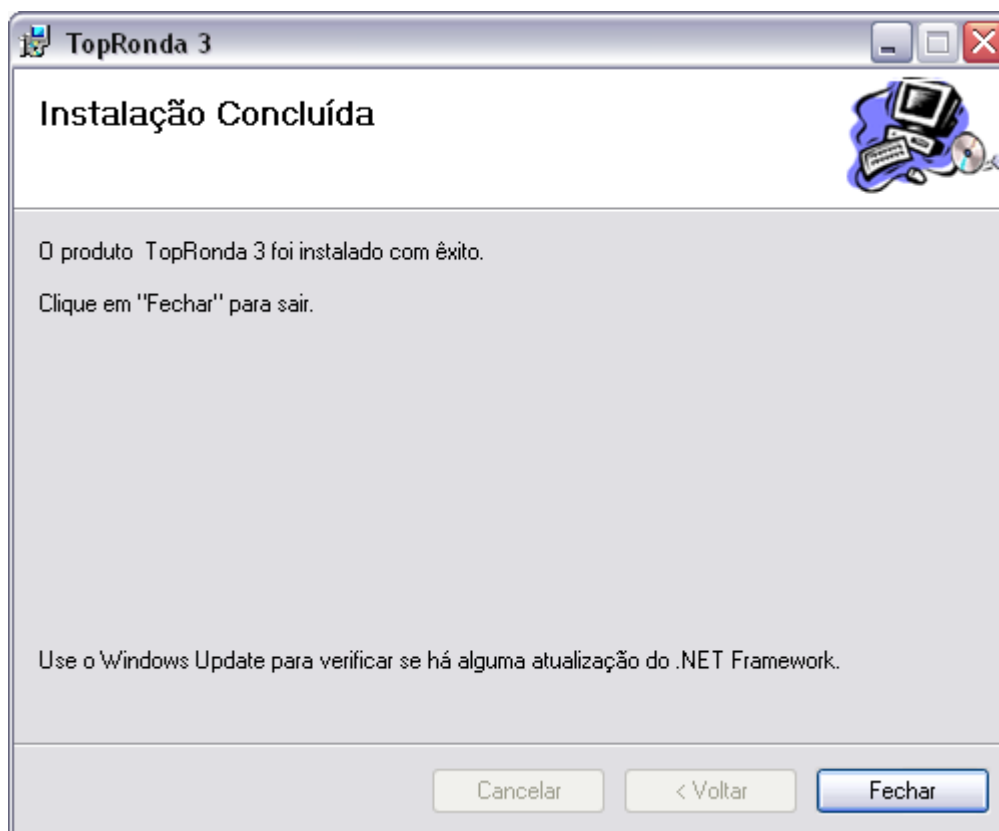 TopRonda 3
Instalação Concluída
O produto  TopRonda 3 foi instalado com êxito.
Clique em "Fechar" para sair.
Use o Windows Update para verificar se há alguma atualização do .NET Framework.
Cancelar
< Voltar
Fechar